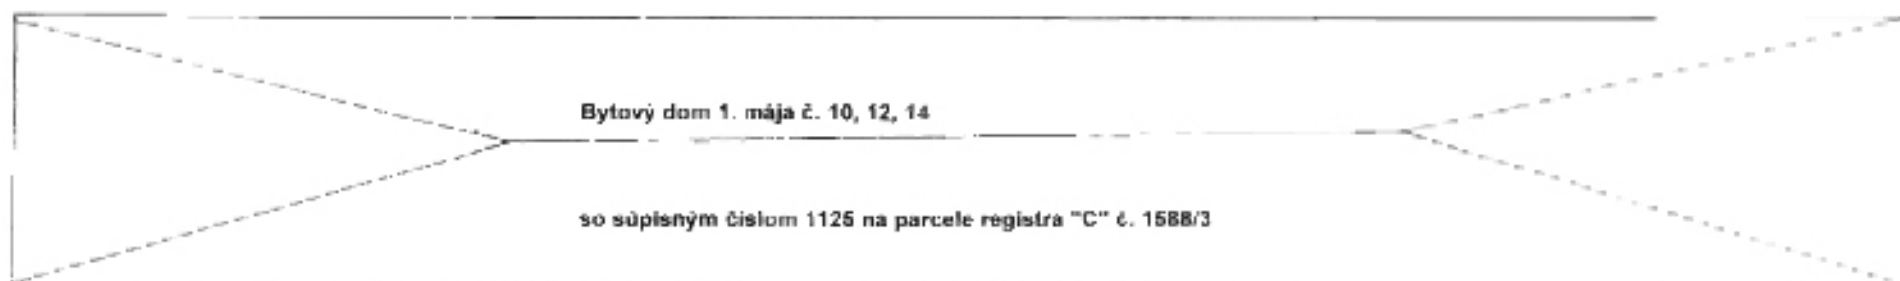 Bytový dom 1. mája č. 10, 12, 14
so súpisným číslom 1125 na parcele registra "C" č. 1588/3